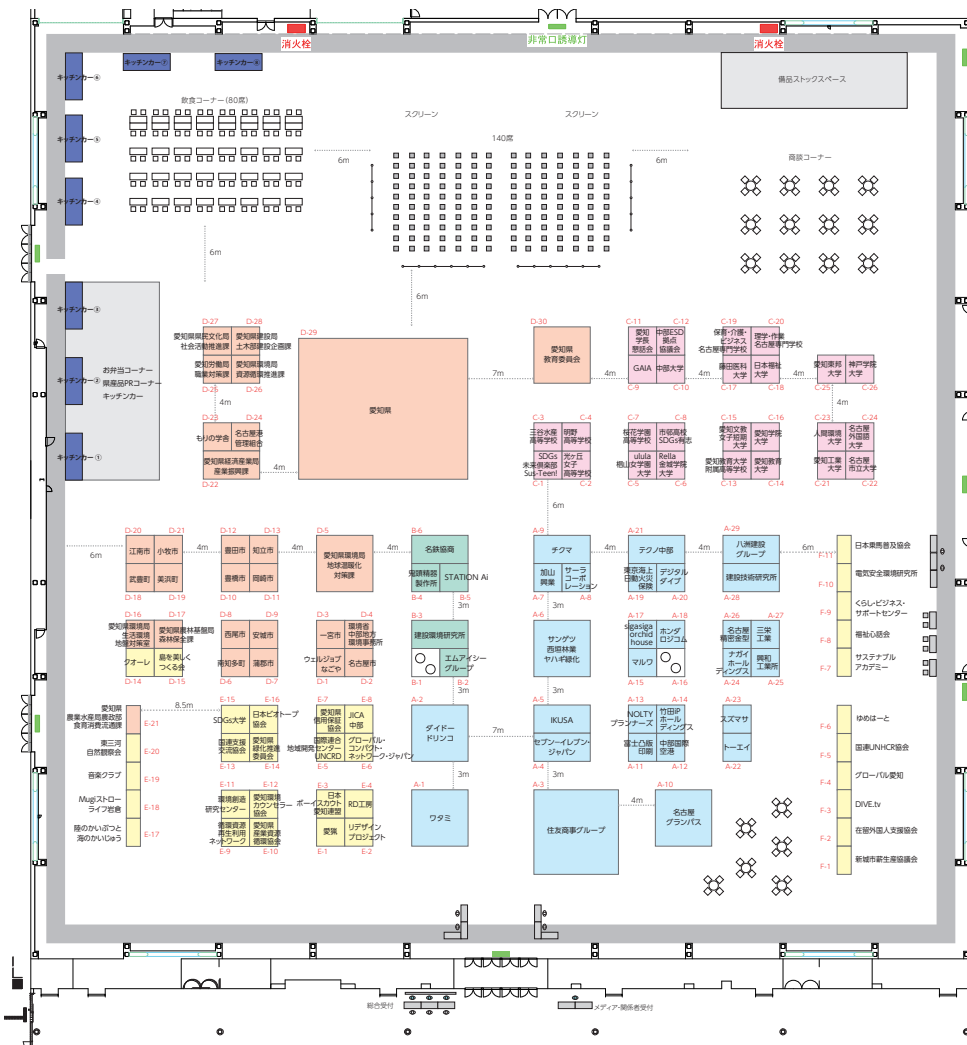 消火栓
非常口誘導灯
消火栓
キッチンカー⑦
キッチンカー⑧
キッチンカー⑥
備品ストックスペース
飲食コーナー(80席)
スクリーン
スクリーン
キッチンカー⑤
140席
6m
6m
商談コーナー
キッチンカー④
6m
6m
キッチンカー③
お弁当コーナー
県産品PRコーナー
キッチンカー
キッチンカー②
キッチンカー①
D-27
D-28
愛知県県民文化局
社会活動推進課
愛知県建設局
土木部建設企画課
愛知労働局
職業対策課
愛知県環境局
資源循環推進課
D-25
D-26
4m
D-23
D-24
もりの学舎
名古屋港
管理組合
愛知県経済産業局
産業振興課
D-22
4m
D-29
愛知県
7m
D-30
愛知県
教育委員会
4m
C-11
C-12
愛知
学長
懇話会
中部ESD
拠点
協議会
GAIA
中部大学
C-9
C-10
4m
C-19
C-20
保育・介護・
ビジネス
名古屋専門学校
理学・作業
名古屋専門学校
藤田医科
大学
日本福祉
大学
C-17
C-18
4m
愛知東邦
大学
神戸学院
大学
C-25
C-26
4m
C-3
C-4
三谷水産
高等学校
明野
高等学校
SDGs
未来倶楽部
Sus-Teen!
光ヶ丘
女子
高等学校
C-1
C-2
C-7
C-8
桜花学園
高等学校
市邨高校
SDGs有志
ulula
椙山女学園
大学
Rella
金城学院
大学
C-5
C-6
C-15
C-16
愛知文教
女子短期
大学
愛知学院
大学
愛知教育大学
附属高等学校
愛知教育
大学
C-13
C-14
C-23
C-24
人間環境
大学
名古屋
外国語
大学
愛知工業
大学
名古屋
市立大学
C-21
C-22
6m
6m
D-20
D-21
江南市
小牧市
武豊町
美浜町
D-18
D-19
4m
D-12
D-13
豊田市
知立市
豊橋市
岡崎市
D-10
D-11
4m
D-5
愛知県環境局
地球温暖化
対策課
4m
B-6
名鉄協商
鬼頭精器
製作所
STATION Ai
B-4
B-5
3m
A-9
チクマ
加山
興業
サーラ
コーポ
レーション
A-7
A-8
3m
4m
A-21
テクノ中部
東京海上
日動火災
保険
デジタル
ダイブ
A-19
A-20
4m
A-29
八洲建設
グループ
建設技術研究所
A-28
6m
F-11
日本乗馬普及協会
F-10
電気安全環境研究所
F-9
くらし・ビジネス・
サポートセンター
F-8
福祉心話会
F-7
サステナブル
アカデミー
D-16
D-17
愛知県環境局
生活環境
地盤対策室
愛知県農林基盤局
森林保全課
クオーレ
島を美しく
つくる会
D-14
D-15
D-8
D-9
西尾市
安城市
南知多町
蒲郡市
D-6
D-7
D-3
D-4
一宮市
環境省
中部地方
環境事務所
ウェルジョブ
なごや
名古屋市
D-1
D-2
B-3
建設環境研究所
エムアイシー
グループ
B-1
B-2
3m
A-6
サンゲツ
西垣林業
ヤハギ緑化
A-17
A-18
sigasiga
orchid
house
ホンダ
ロジコム
マルワ
A-15
A-16
A-26
A-27
名古屋
精密金型
三栄
工業
ナガイ
ホール
ディングス
興和
工業所
A-24
A-25
8.5m
愛知県
農業水産局農政部
食育消費流通課
E-21
東三河
自然観察会
E-20
音楽クラブ
E-19
Mugiストロー
ライフ岩倉
E-18
陸のかいぶつと
海のかいじゅう
E-17
E-15
E-16
SDGs大学
日本ビオトープ
協会
国連支援
交流協会
愛知県
緑化推進
委員会
E-13
E-14
E-7
E-8
愛知県
信用保証
協会
JICA
中部
国際連合
地域開発センター
UNCRD
グローバル・
コンパクト・
ネットワーク・ジャパン
E-5
E-6
A-2
ダイドー
ドリンコ
7m
3m
A-5
IKUSA
セブン-イレブン・
ジャパン
A-4
3m
A-13
A-14
NOLTY
プランナーズ
竹田iP
ホール
ディングス
富士凸版
印刷
中部国際
空港
A-11
A-12
A-23
スズマサ
トーエイ
A-22
F-6
ゆめはーと
F-5
国連UNHCR協会
F-4
グローバル愛知
F-3
DIVE.tv
F-2
在留外国人支援協会
F-1
新城市薪生産協議会
E-11
E-12
環境創造
研究センター
愛知環境
カウンセラー
協会
循環資源
再生利用
ネットワーク
愛知県
産業資源
循環協会
E-9
E-10
E-3
E-4
日本
ボーイスカウト
愛知連盟
RD工房
愛猟
リデザイン
プロジェクト
E-1
E-2
A-1
ワタミ
A-3
住友商事グループ
4m
A-10
名古屋
グランパス
総合受付
メディア・関係者受付